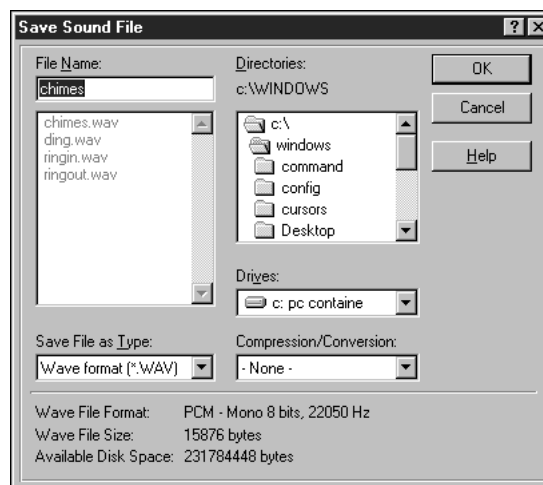 Save Sound File
File Name:
chimes
chimes.wav
ding.wav
ringin.wav
ringout.wav
Save File as Type:
Wave format (*.WAV)
Directories:
c:\WINDOWS
c:\
windows
command
config
cursors
Desktop
Drives:
c: pc containe
Compression/Conversion:
- None -
OK
Cancel
Help
Wave File Format: PCM - Mono 8 bits, 22050 Hz
Wave File Size: 15876 bytes
Available Disk Space: 231784448 bytes